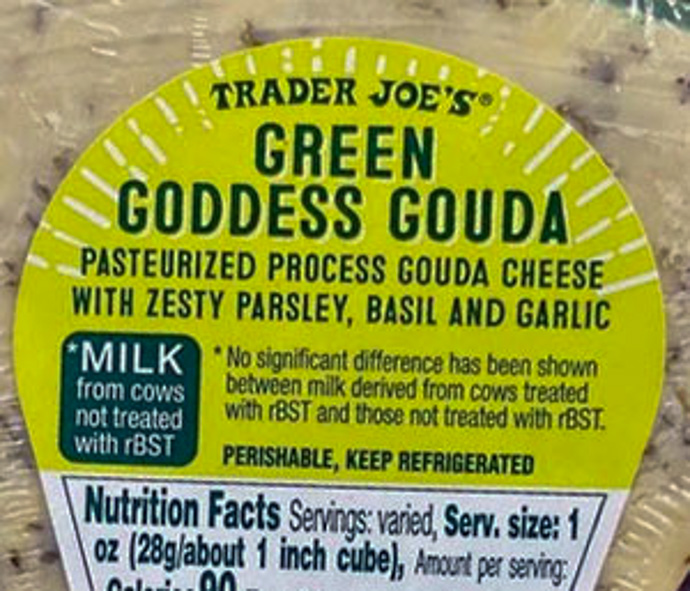 TRADER JOE'S®
GREEN
GODDESS GOUDA
PASTEURIZED PROCESS GOUDA CHEESE
WITH ZESTY PARSLEY, BASIL AND GARLIC
*MILK
from cows
not treated
with rBST
* No significant difference has been shown
between milk derived from cows treated
with rBST and those not treated with rBST.
PERISHABLE, KEEP REFRIGERATED
Nutrition Facts Servings: varied, Serv. size: 1
oz (28g/about 1 inch cube), Amount per serving:
Calories 90